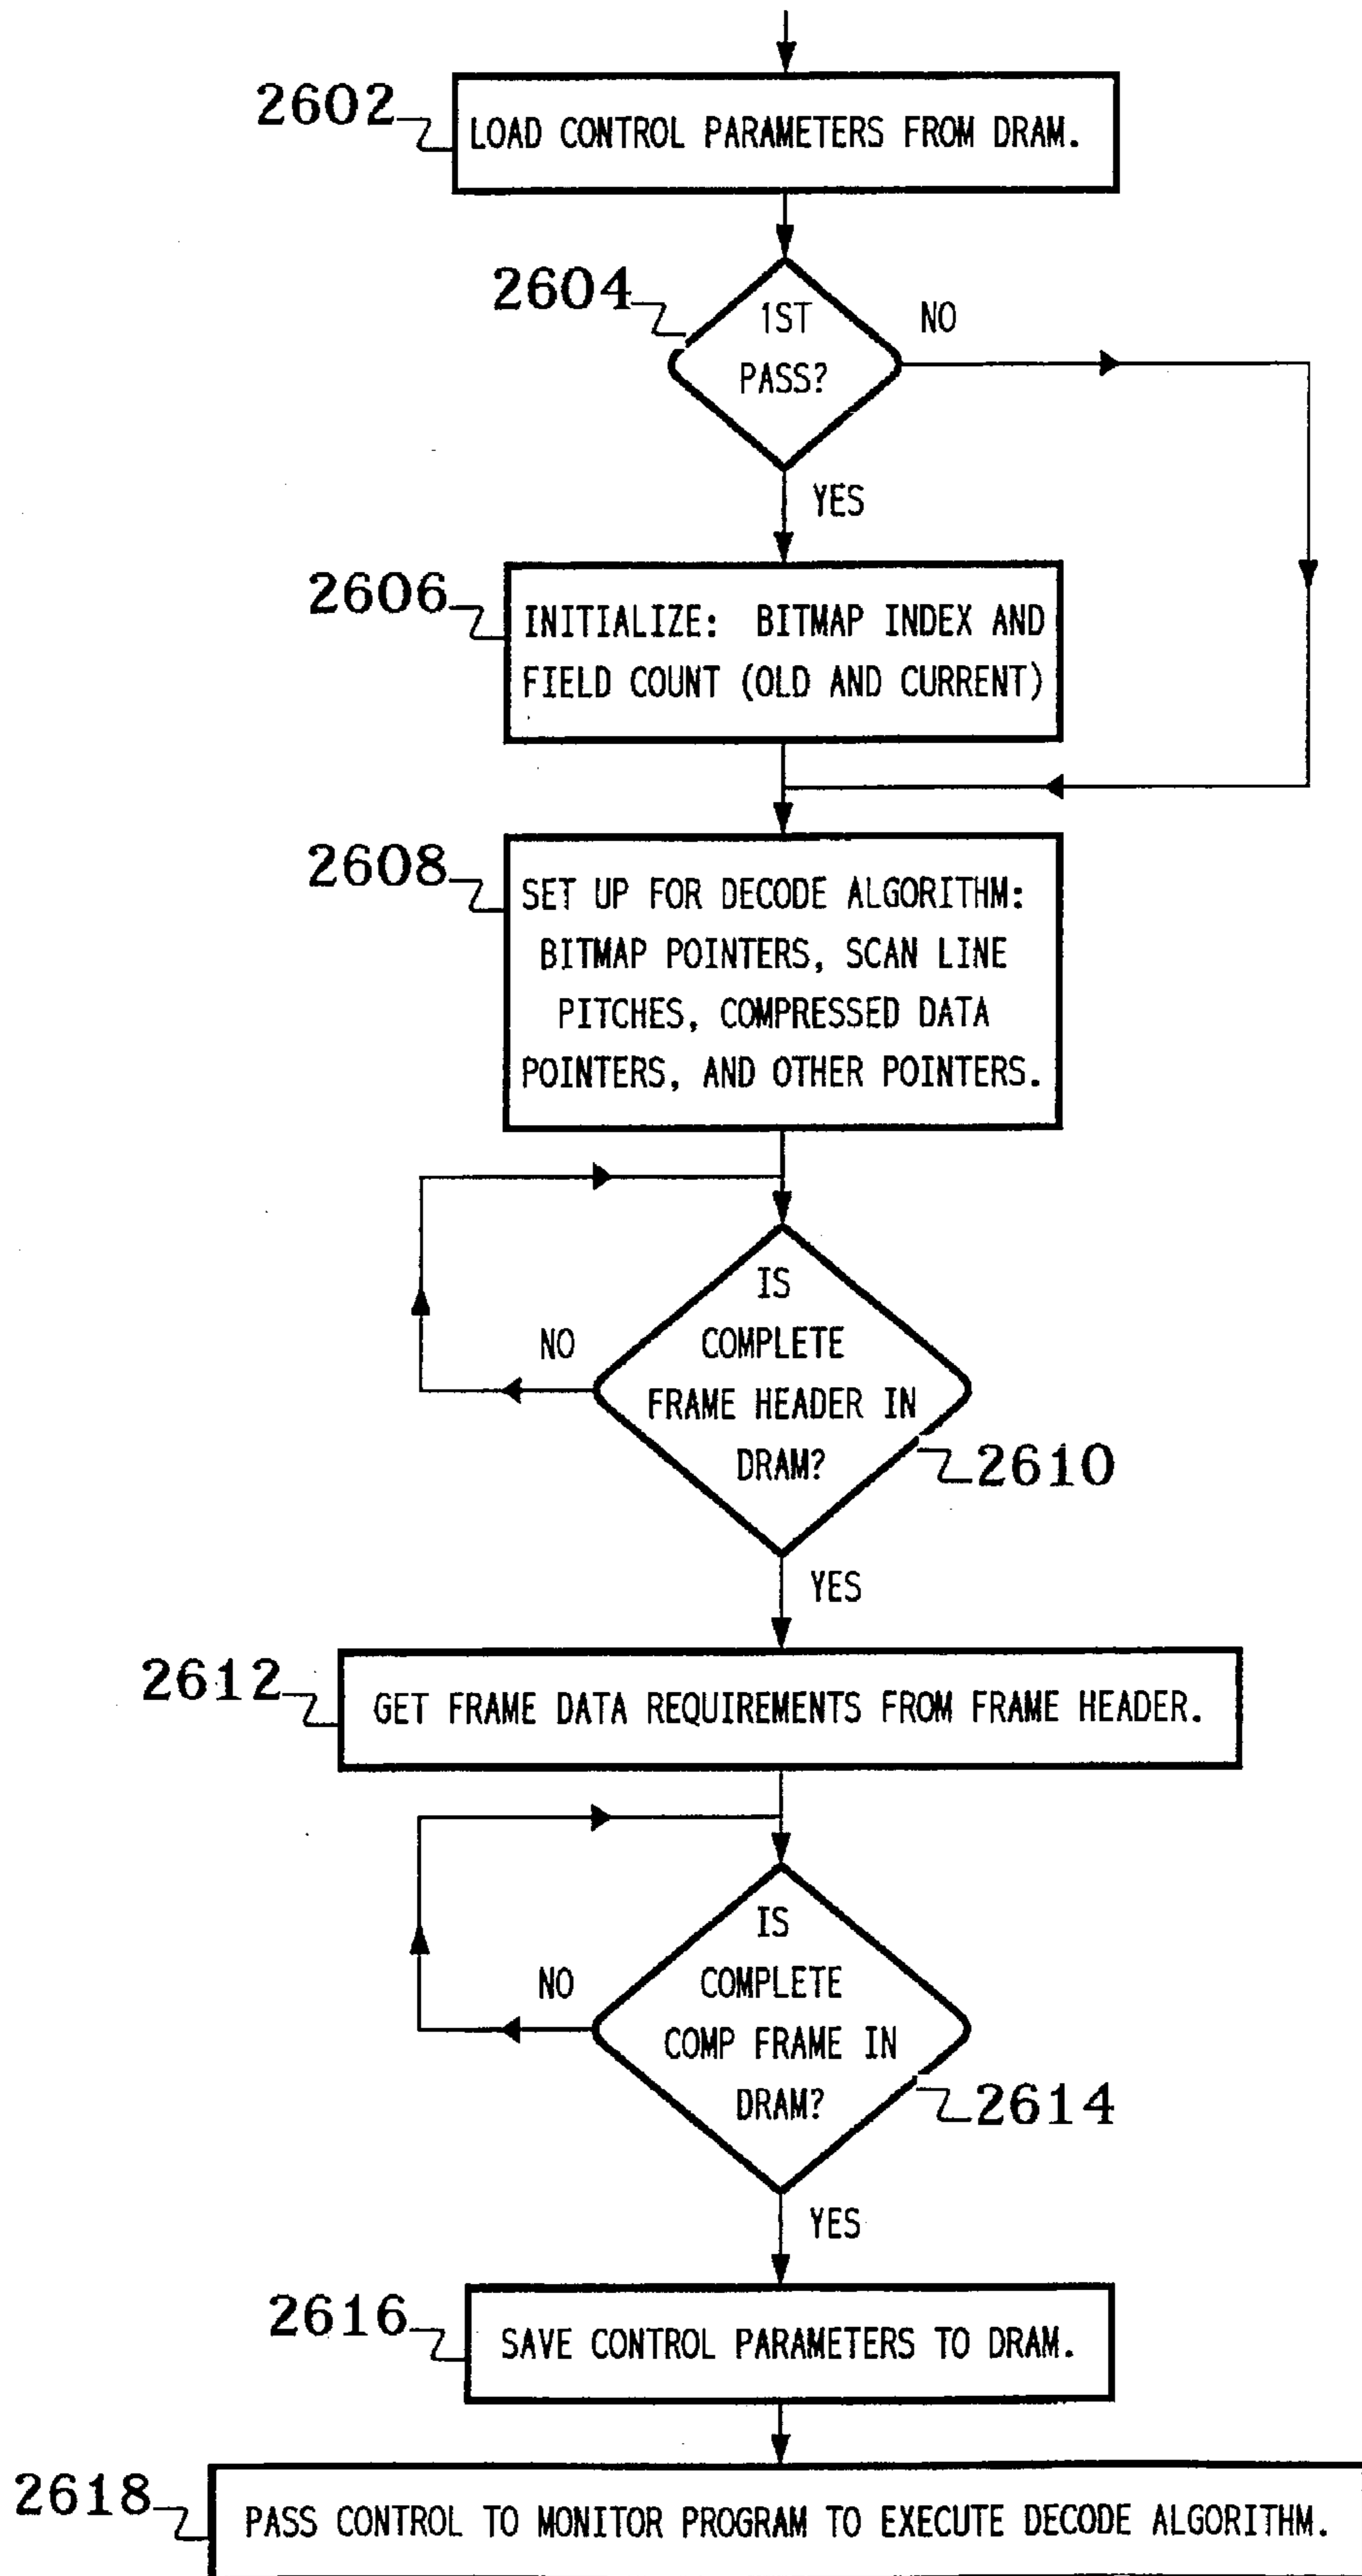 2602
LOAD CONTROL PARAMETERS FROM DRAM.
2604
1ST
PASS?
NO
YES
2606
INITIALIZE: BITMAP INDEX AND
FIELD COUNT (OLD AND CURRENT)
2608
SET UP FOR DECODE ALGORITHM:
BITMAP POINTERS, SCAN LINE
PITCHES, COMPRESSED DATA
POINTERS, AND OTHER POINTERS.
IS
COMPLETE
FRAME HEADER IN
DRAM?
NO
2610
YES
2612
GET FRAME DATA REQUIREMENTS FROM FRAME HEADER.
IS
COMPLETE
COMP FRAME IN
DRAM?
NO
2614
YES
2616
SAVE CONTROL PARAMETERS TO DRAM.
2618
PASS CONTROL TO MONITOR PROGRAM TO EXECUTE DECODE ALGORITHM.